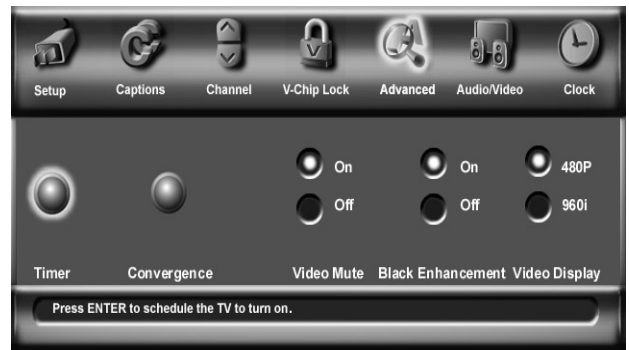 Setup Captions Channel V-Chip Lock Advanced Audio/Video Clock
On On 480P
Off Off 960i
Timer Convergence Video Mute Black Enhancement Video Display
Press ENTER to schedule the TV to turn on.